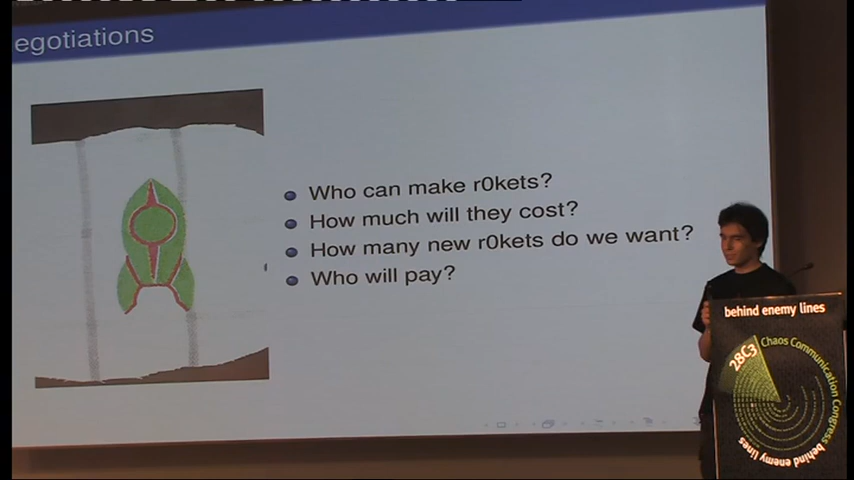 egotiations
Who can make r0kets?
How much will they cost?
How many new r0kets do we want?
Who will pay?
behind enemy lines
28C3 Chaos Communication Congress
behind enemy lines